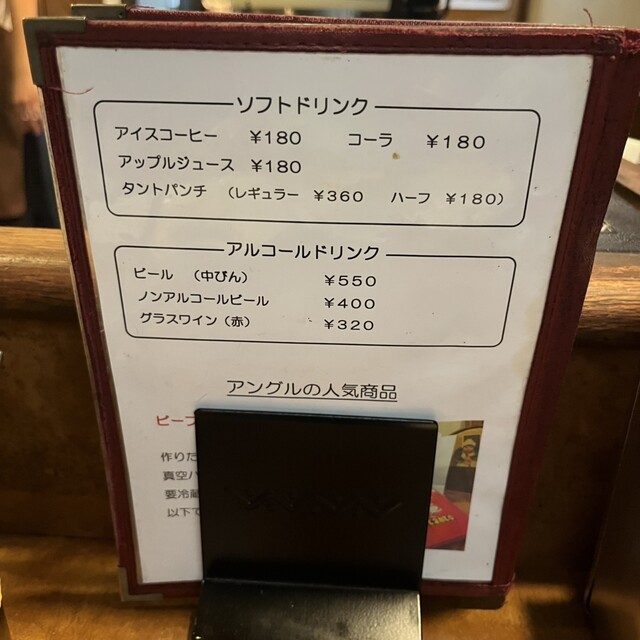 ソフトドリンク
アイスコーヒー ￥180 コーラ ￥180
アップルジュース ￥180
タントパンチ （レギュラー ￥360 ハーフ ￥180）
アルコールドリンク
ビール （中びん） ￥550
ノンアルコールビール ￥400
グラスワイン（赤） ￥320
アングルの人気商品
ビーフ
作りた
真空パ
要冷蔵
以下で